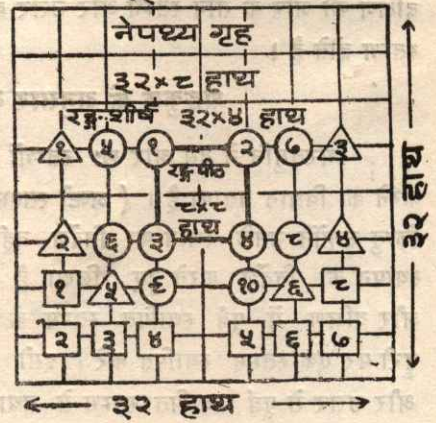 नेपथ्य गृह
३२×८ हाथ
रङ्ग-शीर्ष ३२×४ हाथ
१ ५ १ २ ७ ३
रङ्गपीठ
८×८
हाथ
२ ६ ३ ४ ८ ४
१ ५ ९ १० ६ ८
२ ३ ४ ५ ६ ७
३२ हाथ
३२ हाथ